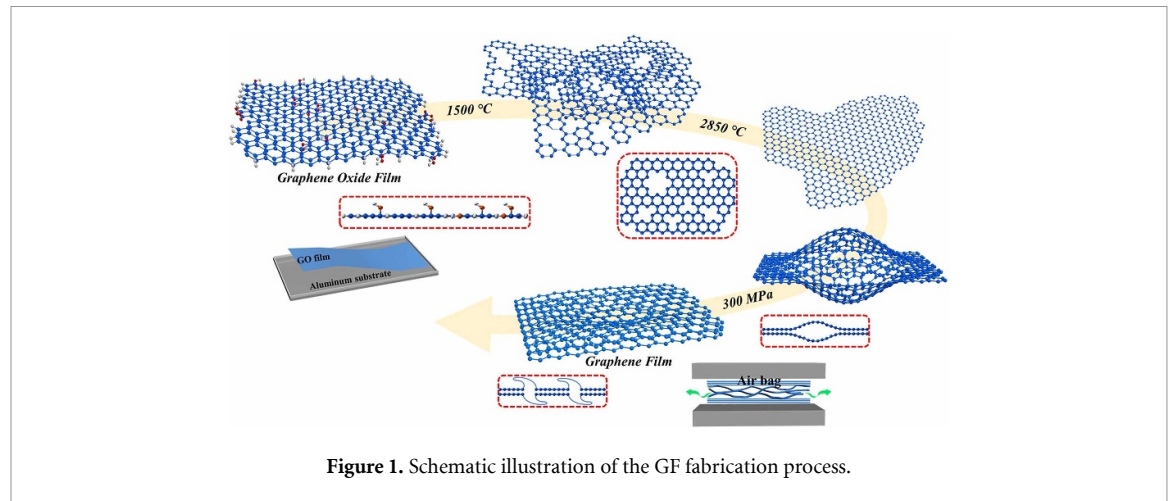 1500 °C
2850 °C
Graphene Oxide Film
GO film
Aluminum substrate
300 MPa
Graphene Film
Air bag
Figure 1. Schematic illustration of the GF fabrication process.